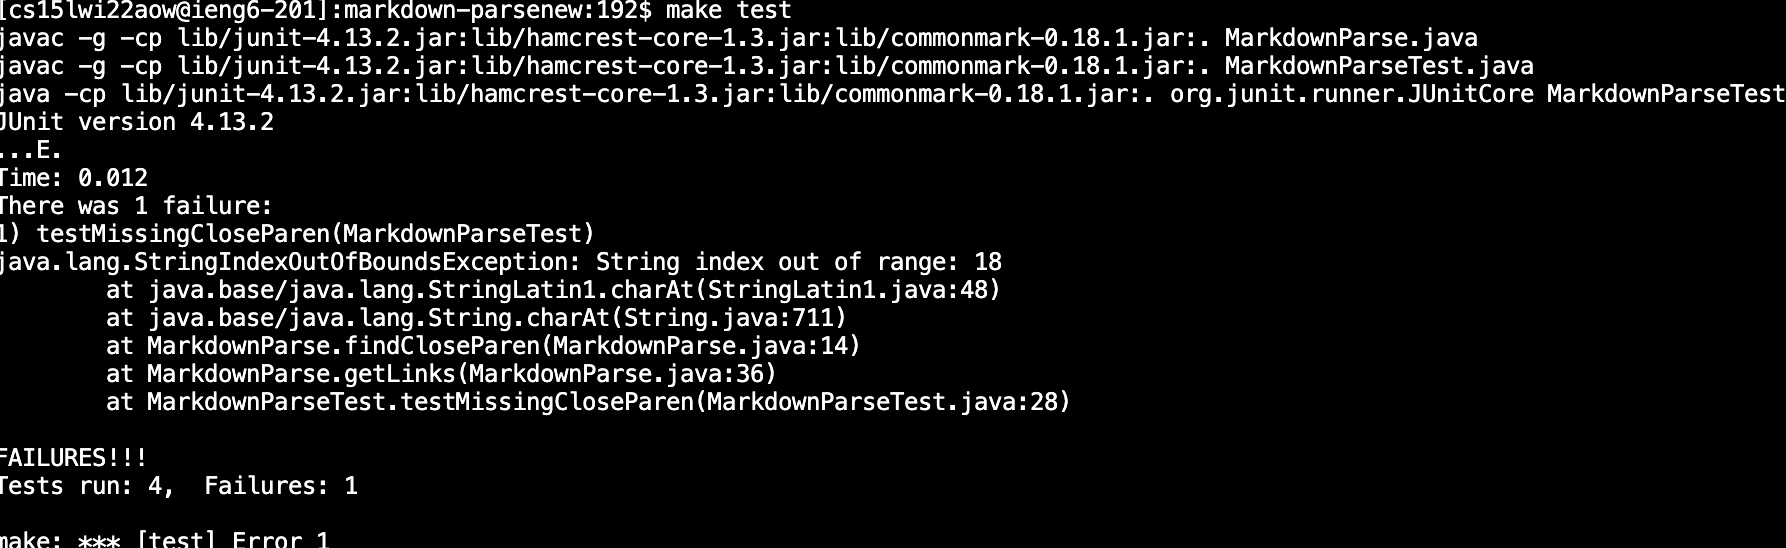 [cs15lwi22aow@ieng6-201]:markdown-parsenew:192$ make test
javac -g -cp lib/junit-4.13.2.jar:lib/hamcrest-core-1.3.jar:lib/commonmark-0.18.1.jar:. MarkdownParse.java
javac -g -cp lib/junit-4.13.2.jar:lib/hamcrest-core-1.3.jar:lib/commonmark-0.18.1.jar:. MarkdownParseTest.java
java -cp lib/junit-4.13.2.jar:lib/hamcrest-core-1.3.jar:lib/commonmark-0.18.1.jar:. org.junit.runner.JUnitCore MarkdownParseTest
JUnit version 4.13.2
...E.
Time: 0.012
There was 1 failure:
1) testMissingCloseParen(MarkdownParseTest)
java.lang.StringIndexOutOfBoundsException: String index out of range: 18
        at java.base/java.lang.StringLatin1.charAt(StringLatin1.java:48)
        at java.base/java.lang.String.charAt(String.java:711)
        at MarkdownParse.findCloseParen(MarkdownParse.java:14)
        at MarkdownParse.getLinks(MarkdownParse.java:36)
        at MarkdownParseTest.testMissingCloseParen(MarkdownParseTest.java:28)

FAILURES!!!
Tests run: 4,  Failures: 1

make: *** [test] Error 1